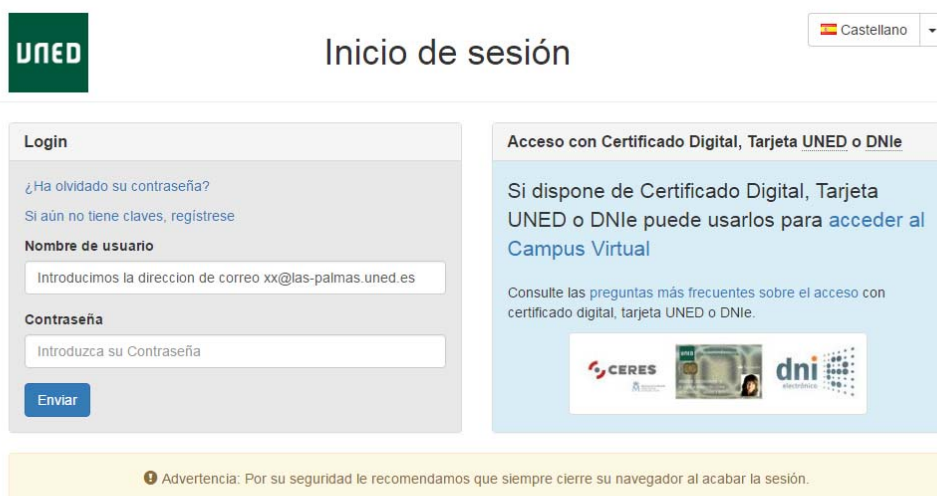 UNED
Inicio de sesión
Castellano
Login
¿Ha olvidado su contraseña?
Si aún no tiene claves, regístrese
Nombre de usuario
Introducimos la direccion de correo xx@las-palmas.uned.es
Contraseña
Introduzca su Contraseña
Enviar
Acceso con Certificado Digital, Tarjeta UNED o DNIe
Si dispone de Certificado Digital, Tarjeta
UNED o DNIe puede usarlos para acceder al
Campus Virtual
Consulte las preguntas más frecuentes sobre el acceso con
certificado digital, tarjeta UNED o DNIe.
CERES
dni
electrónico
Advertencia: Por su seguridad le recomendamos que siempre cierre su navegador al acabar la sesión.